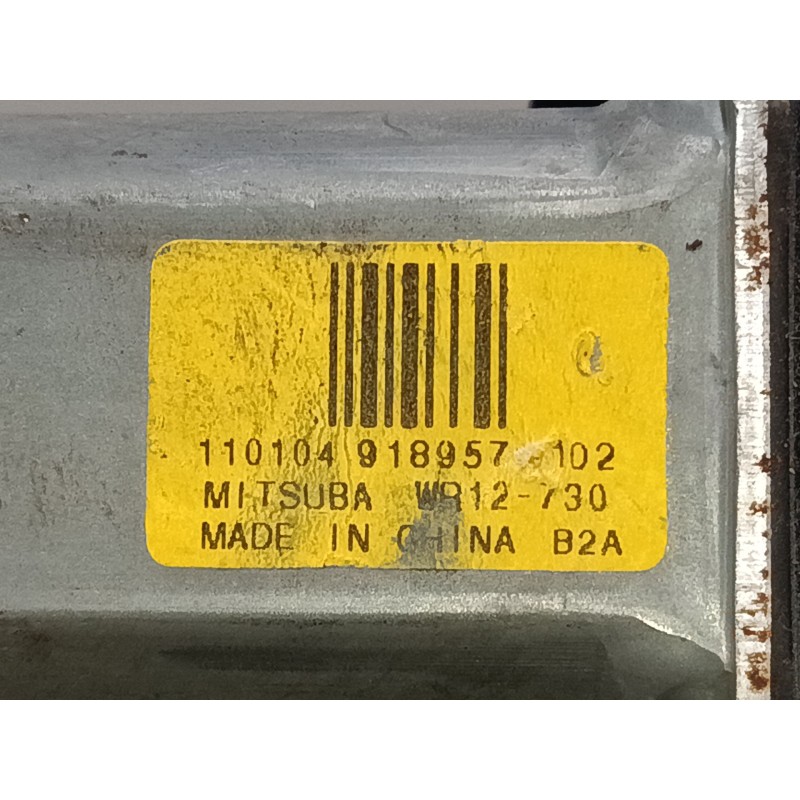 110104 918957-102
MITSUBA WR12-730
MADE IN CHINA B2A